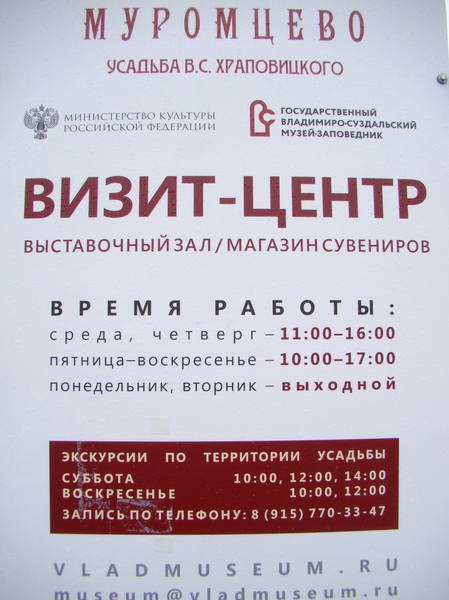 МУРОМЦЕВО
УСАДЬБА В.С. ХРАПОВИЦКОГО
МИНИСТЕРСТВО КУЛЬТУРЫ
РОССИЙСКОЙ ФЕДЕРАЦИИ
ГОСУДАРСТВЕННЫЙ
ВЛАДИМИРО-СУЗДАЛЬСКИЙ
МУЗЕЙ-ЗАПОВЕДНИК
ВИЗИТ-ЦЕНТР
ВЫСТАВОЧНЫЙ ЗАЛ / МАГАЗИН СУВЕНИРОВ
ВРЕМЯ РАБОТЫ:
среда, четверг – 11:00–16:00
пятница–воскресенье – 10:00–17:00
понедельник, вторник – выходной
ЭКСКУРСИИ ПО ТЕРРИТОРИИ УСАДЬБЫ
СУББОТА 10:00, 12:00, 14:00
ВОСКРЕСЕНЬЕ 10:00, 12:00
ЗАПИСЬ ПО ТЕЛЕФОНУ: 8 (915) 770-33-47
VLADMUSEUM.RU
museum@vladmuseum.ru